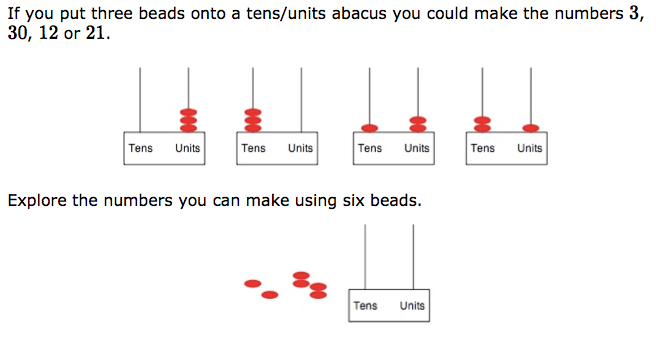 If you put three beads onto a tens/units abacus you could make the numbers 3,
30, 12 or 21.
Tens Units Tens Units Tens Units Tens Units
Explore the numbers you can make using six beads.
Tens Units